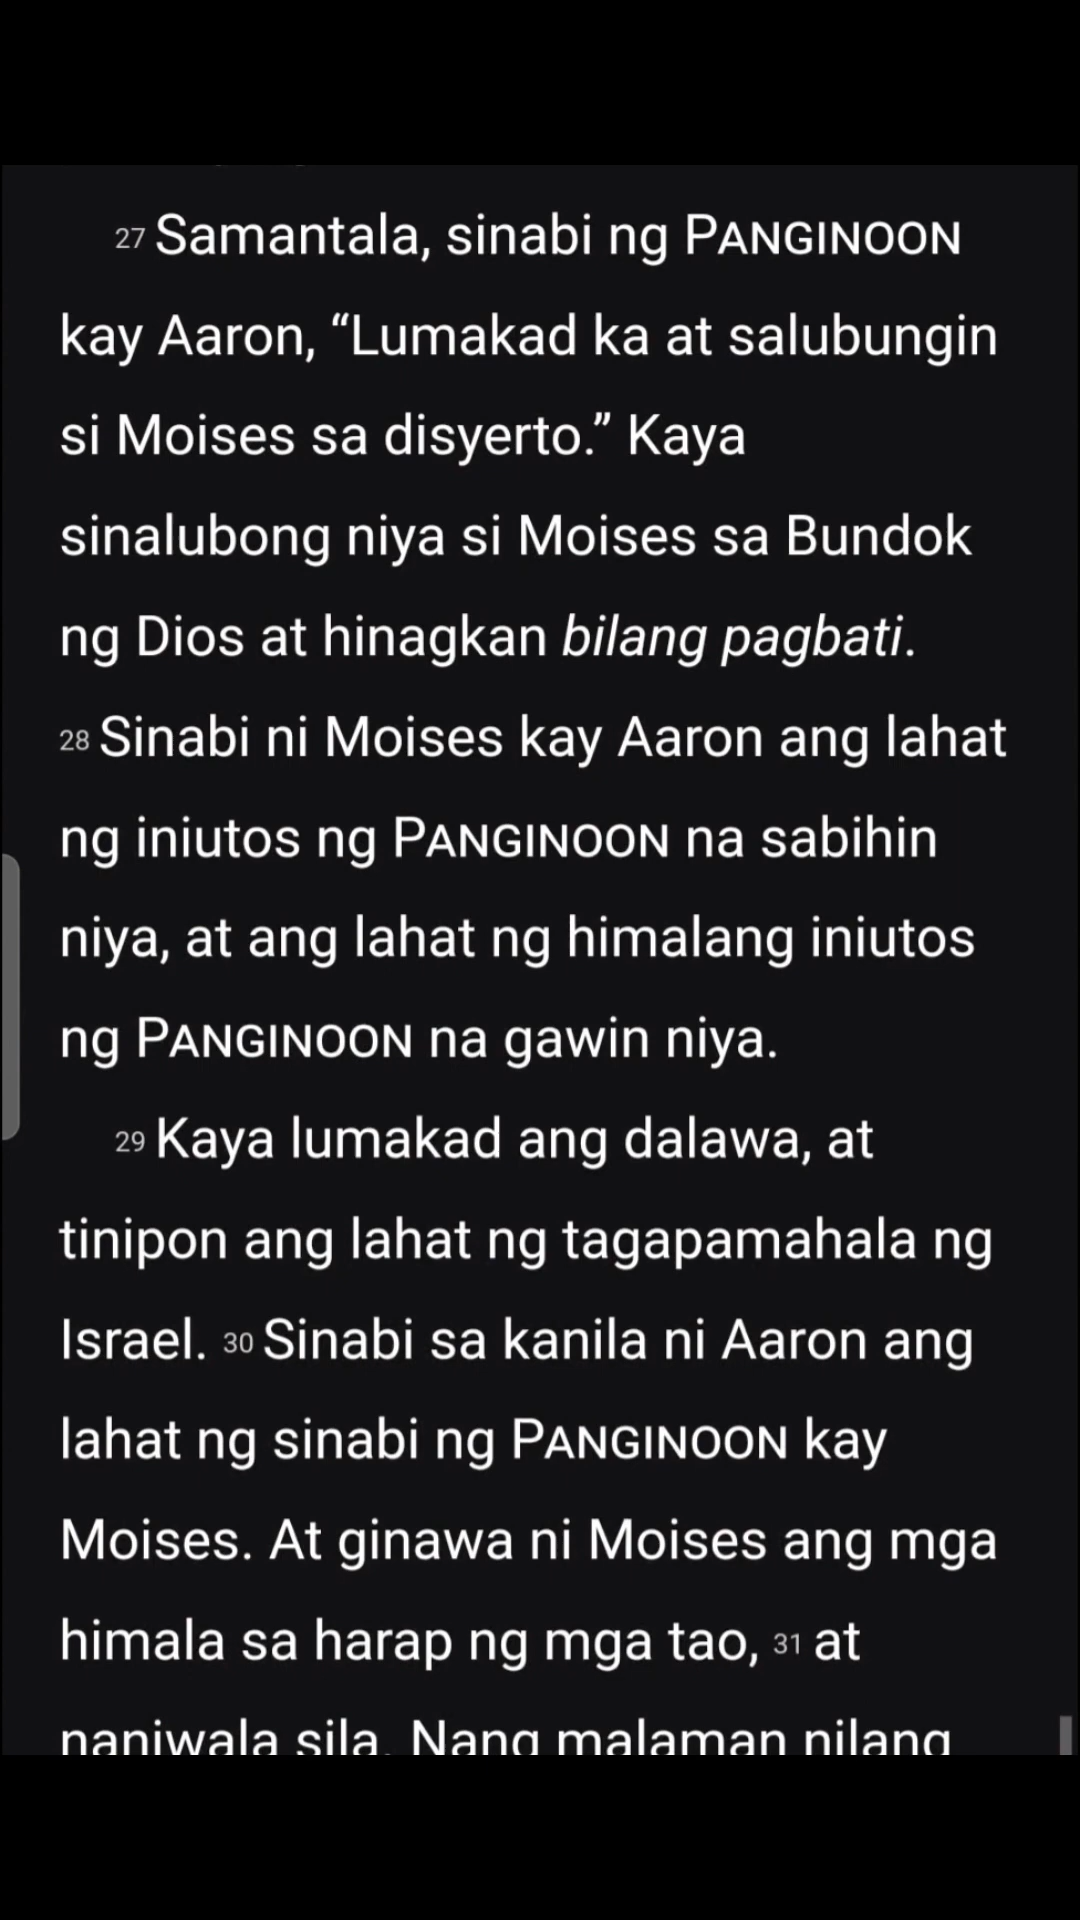 27 Samantala, sinabi ng PANGINOON
kay Aaron, “Lumakad ka at salubungin
si Moises sa disyerto.” Kaya
sinalubong niya si Moises sa Bundok
ng Dios at hinagkan bilang pagbati.
28 Sinabi ni Moises kay Aaron ang lahat
ng iniutos ng PANGINOON na sabihin
niya, at ang lahat ng himalang iniutos
ng PANGINOON na gawin niya.
29 Kaya lumakad ang dalawa, at
tinipon ang lahat ng tagapamahala ng
Israel. 30 Sinabi sa kanila ni Aaron ang
lahat ng sinabi ng PANGINOON kay
Moises. At ginawa ni Moises ang mga
himala sa harap ng mga tao, 31 at
naniwala sila. Nang malaman nilang